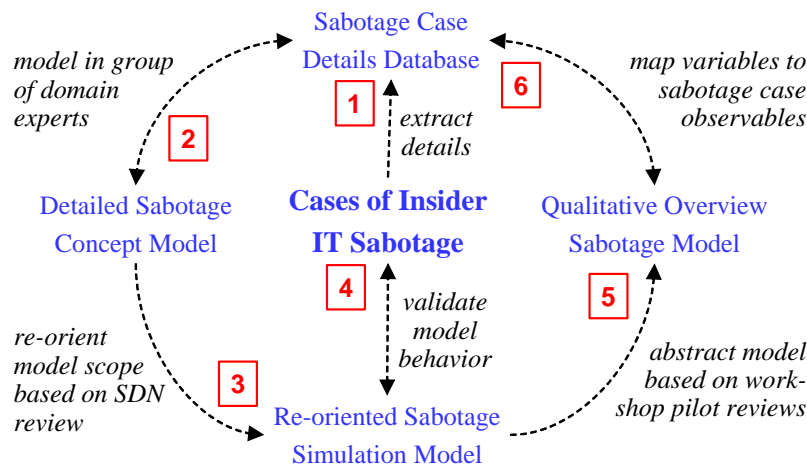 Sabotage Case
Details Database
model in group
of domain
experts
map variables to
sabotage case
observables
1
6
2
extract
details
Detailed Sabotage
Concept Model
Cases of Insider
IT Sabotage
Qualitative Overview
Sabotage Model
4
5
validate
model
behavior
re-orient
model scope
based on SDN
review
3
abstract model
based on work-
shop pilot reviews
Re-oriented Sabotage
Simulation Model